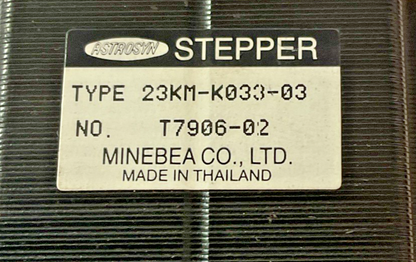 ASTROSYN STEPPER
TYPE 23KM-K033-03
NO. T7906-02
MINEBEA CO., LTD.
MADE IN THAILAND